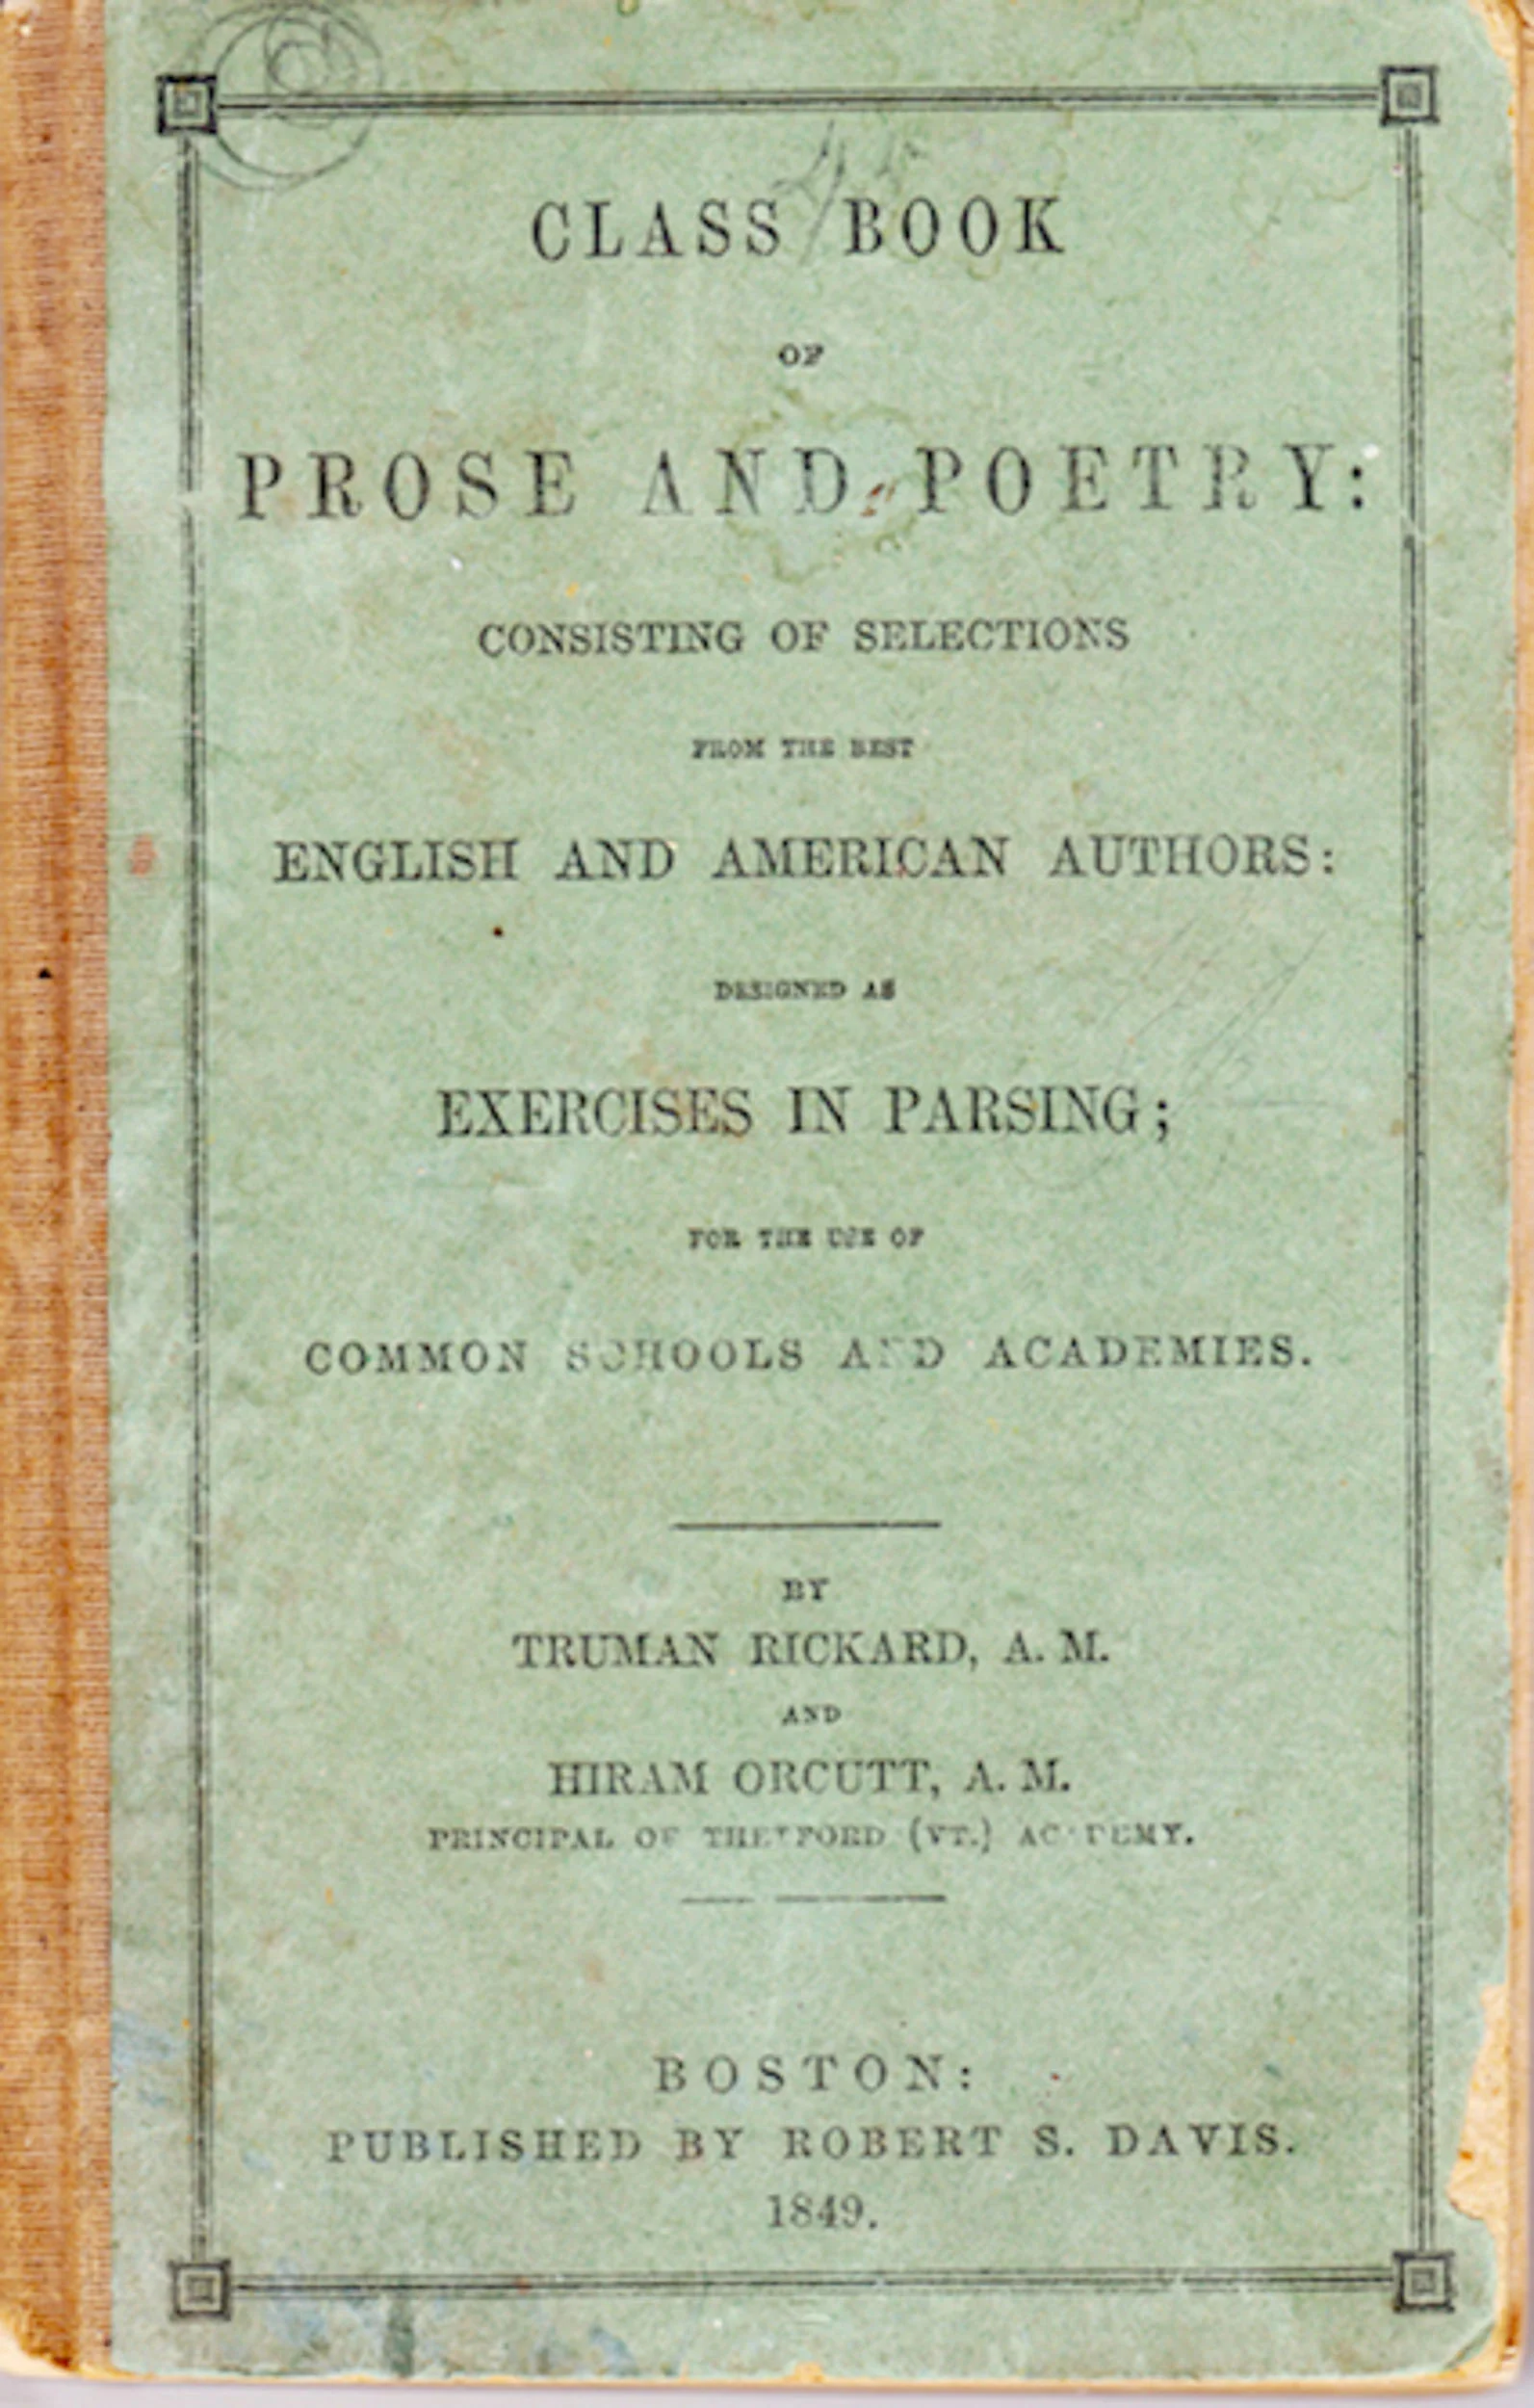 CLASS BOOK
OF
PROSE AND POETRY:
CONSISTING OF SELECTIONS
FROM THE BEST
ENGLISH AND AMERICAN AUTHORS:
DESIGNED AS
EXERCISES IN PARSING;
FOR THE USE OF
COMMON SCHOOLS AND ACADEMIES.
BY
TRUMAN RICKARD, A. M.
AND
HIRAM ORCUTT, A. M.
PRINCIPAL OF THETFORD (VT.) ACADEMY.
BOSTON:
PUBLISHED BY ROBERT S. DAVIS.
1849.